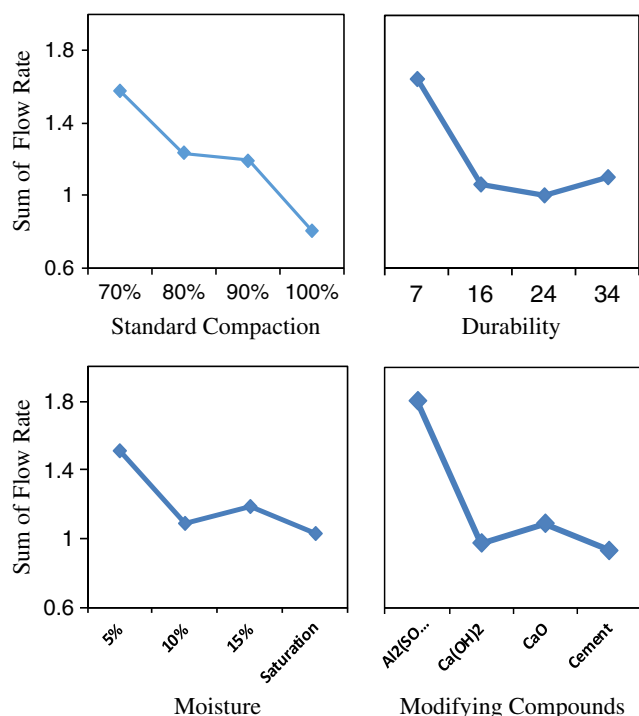 Sum of Flow Rate
1.8
1.4
1
0.6
70% 80% 90% 100%
Standard Compaction
7 16 24 34
Durability
Sum of Flow Rate
1.8
1.4
1
0.6
5% 10% 15% Saturation
Moisture
Al2(SO... Ca(OH)2 CaO Cement
Modifying Compounds